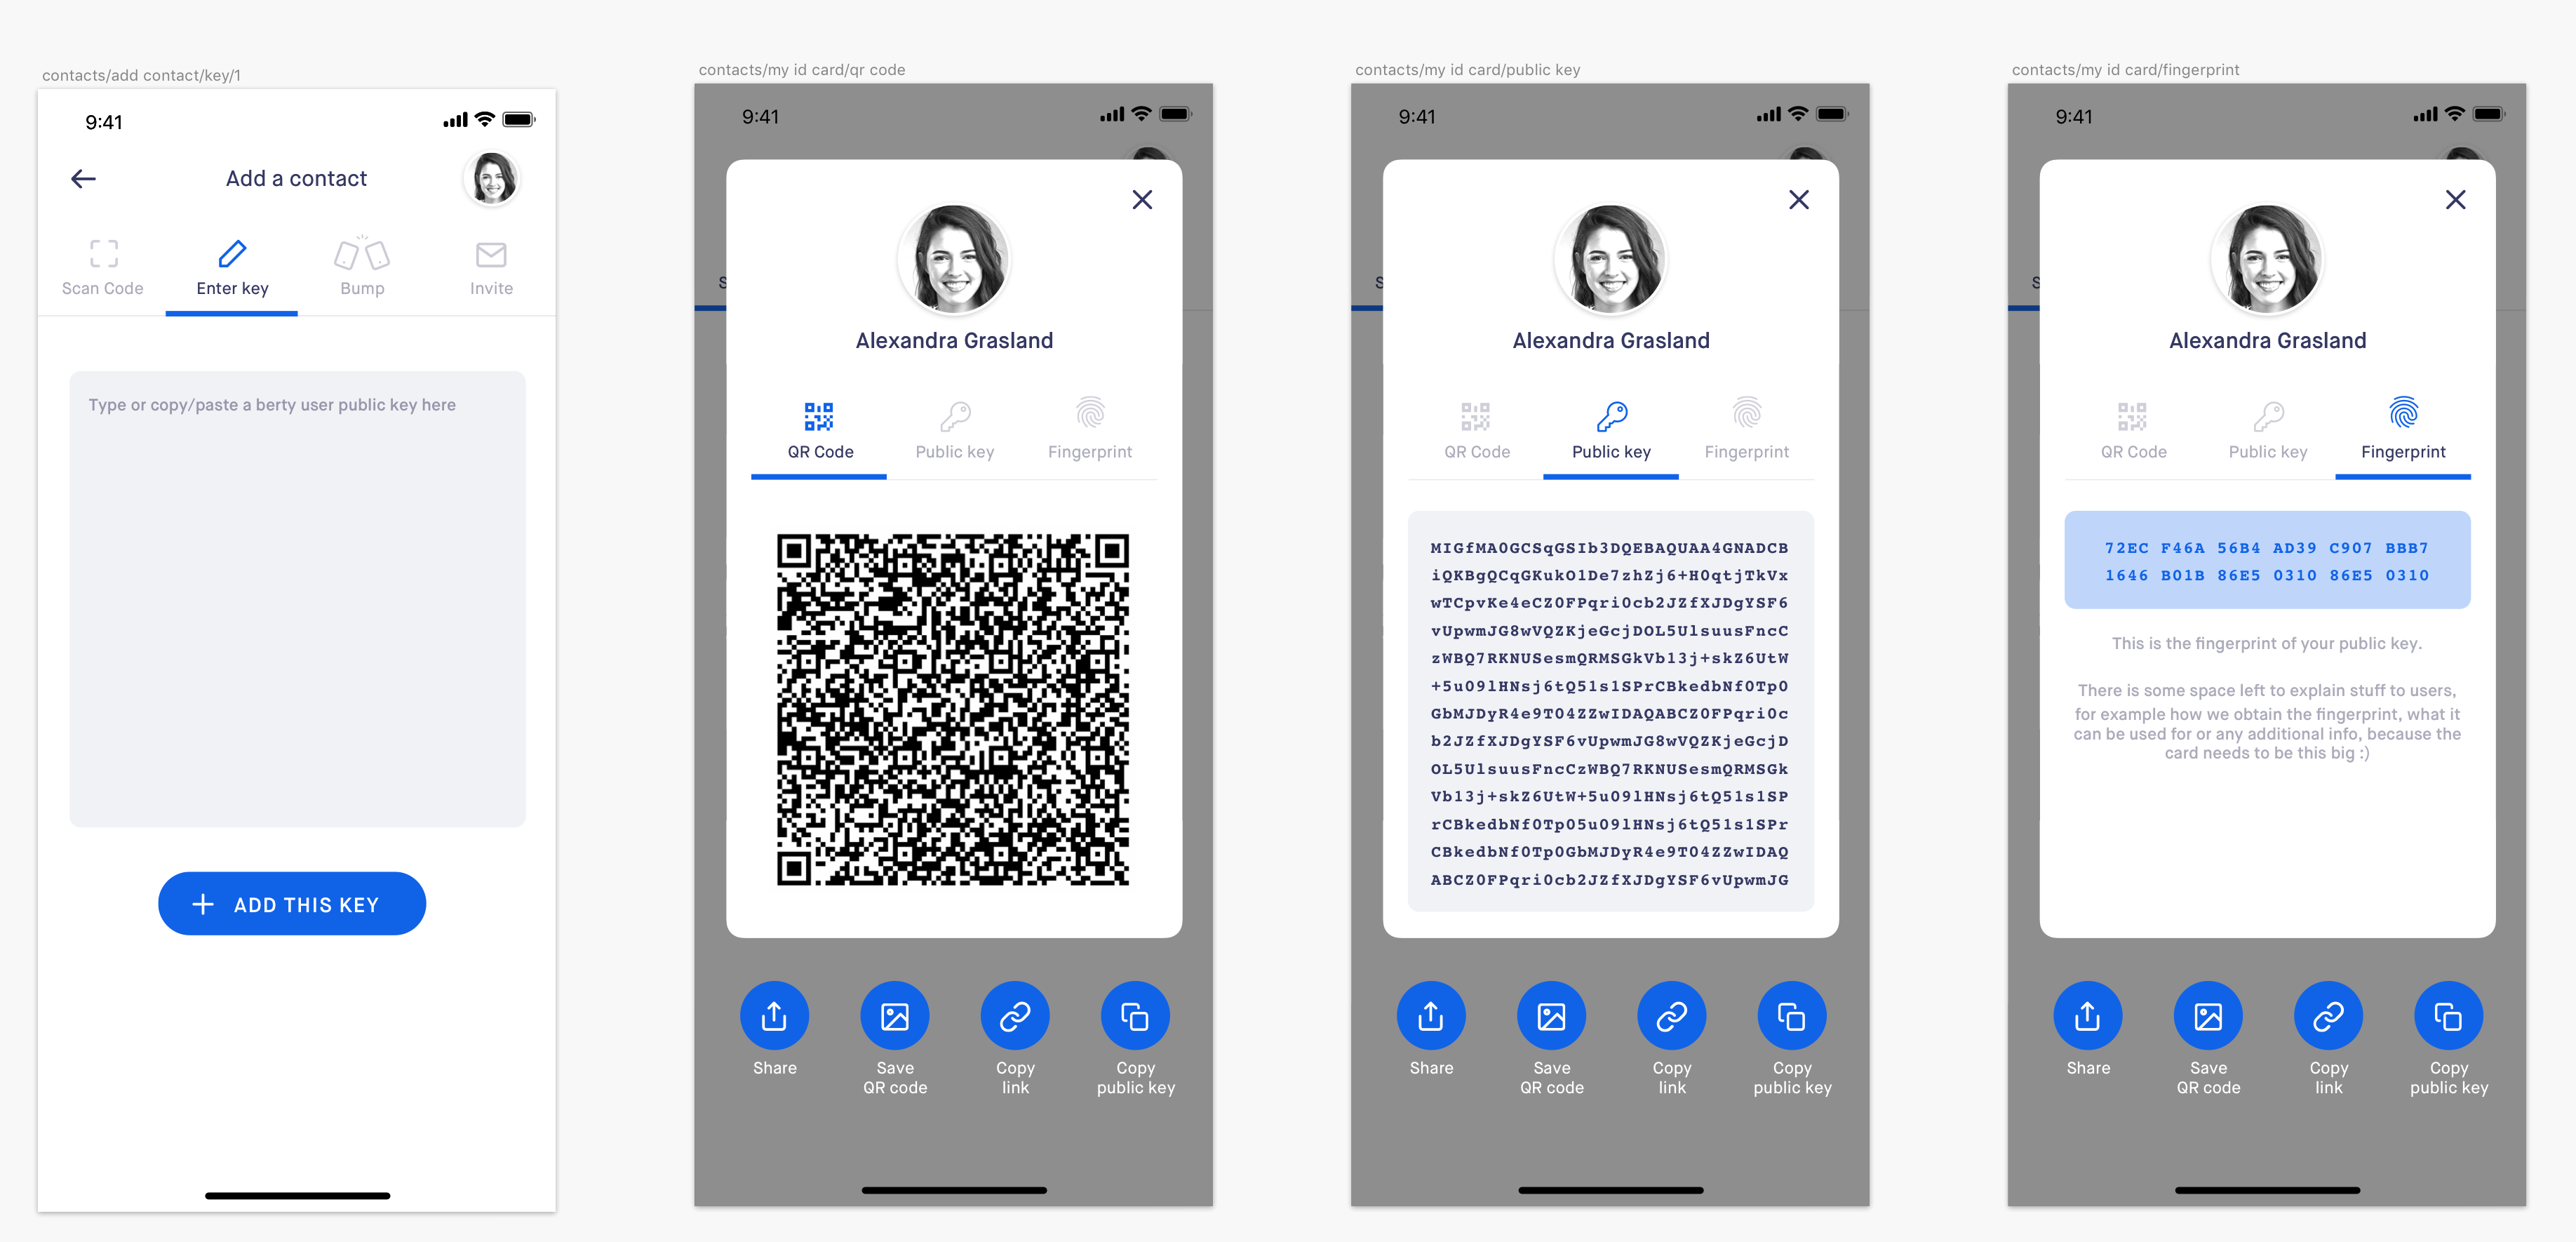 contacts/add contact/key/1
9:41
Add a contact
Scan Code
Enter key
Bump
Invite
Type or copy/paste a berty user public key here
ADD THIS KEY
contacts/my id card/qr code
9:41
S
Alexandra Grasland
QR Code
Public key
Fingerprint
Share
Save
QR code
Copy
link
Copy
public key
contacts/my id card/public key
9:41
S
Alexandra Grasland
QR Code
Public key
Fingerprint
MIGfMA0GCSqGSIb3DQEBAQUAA4GNADCB
iQKBgQCqGKukO1De7zhZj6+H0qtjTkVx
wTCpvKe4eCZ0FPqri0cb2JZfXJDgYSF6
vUpwmJG8wVQZKjeGcjDOL5UlsuusFncC
zWBQ7RKNUSesmQRMSGkVb13j+skZ6UtW
+5u09lHNsj6tQ51s1SPrCBkedbNf0Tp0
GbMJDyR4e9T04ZZwIDAQABCZ0FPqri0c
b2JZfXJDgYSF6vUpwmJG8wVQZKjeGcjD
OL5UlsuusFncCzWBQ7RKNUSesmQRMSGk
Vb13j+skZ6UtW+5u09lHNsj6tQ51s1SP
rCBkedbNf0Tp05u09lHNsj6tQ51s1SPr
CBkedbNf0Tp0GbMJDyR4e9T04ZZwIDAQ
ABCZ0FPqri0cb2JZfXJDgYSF6vUpwmJG
Share
Save
QR code
Copy
link
Copy
public key
contacts/my id card/fingerprint
9:41
S
Alexandra Grasland
QR Code
Public key
Fingerprint
72EC F46A 56B4 AD39 C907 BBB7
1646 B01B 86E5 0310 86E5 0310
This is the fingerprint of your public key.
There is some space left to explain stuff to users,
for example how we obtain the fingerprint, what it
can be used for or any additional info, because the
card needs to be this big :)
Share
Save
QR code
Copy
link
Copy
public key